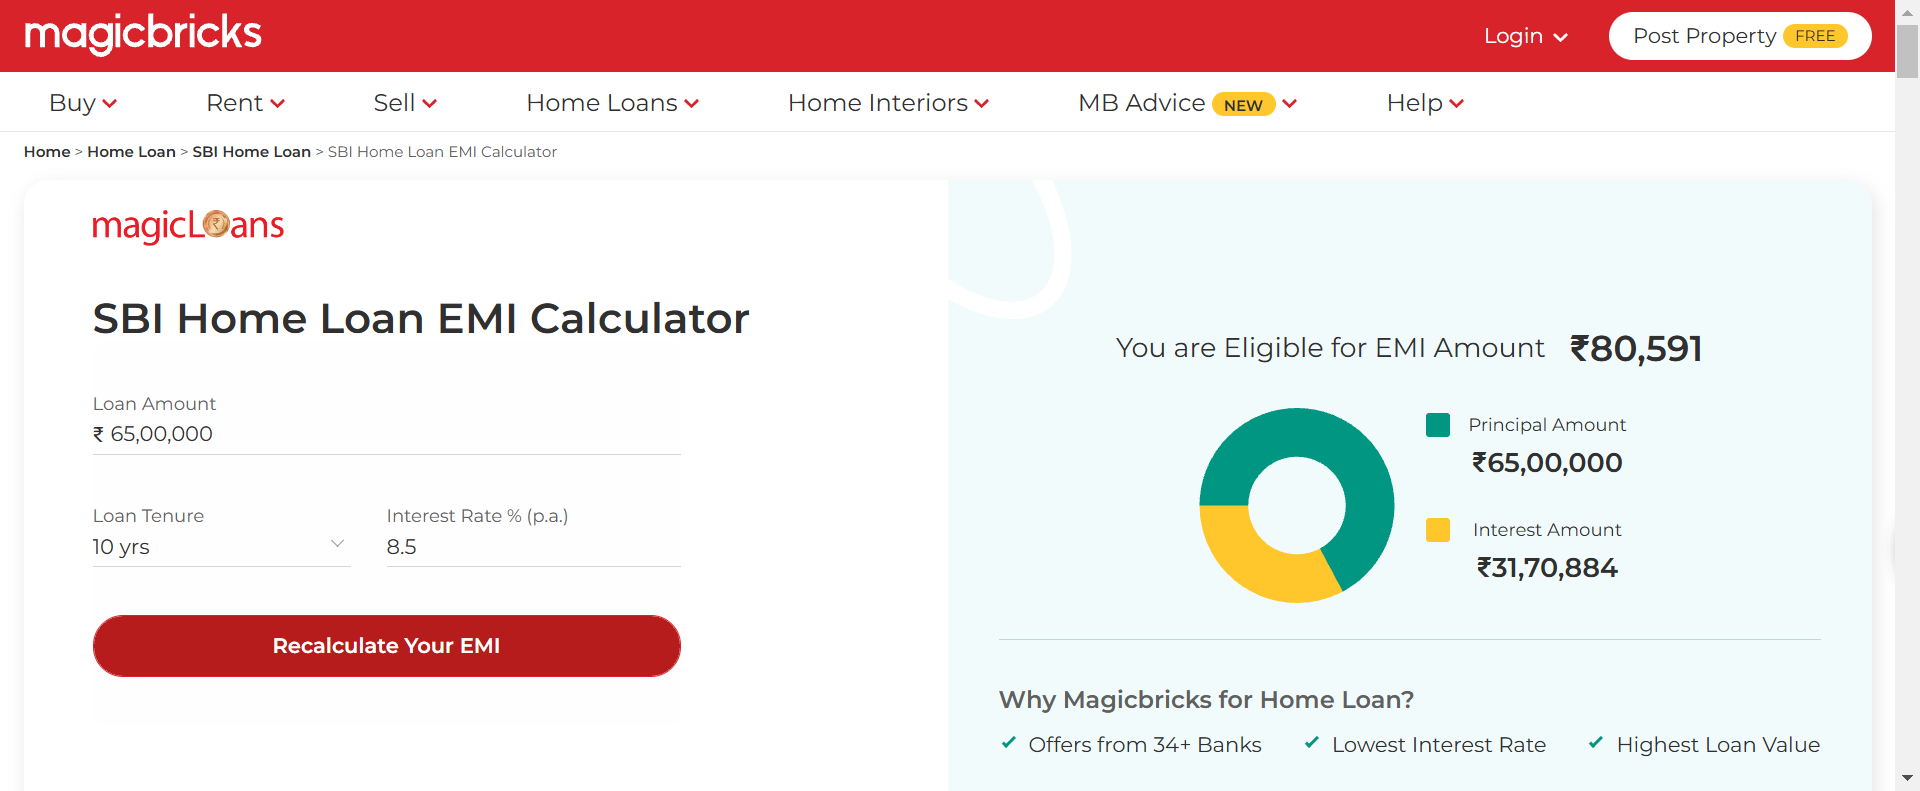 magicbricks
Login
Post Property FREE
Buy Rent Sell Home Loans Home Interiors MB Advice NEW Help
Home > Home Loan > SBI Home Loan > SBI Home Loan EMI Calculator
magicLoans
SBI Home Loan EMI Calculator
Loan Amount
₹ 65,00,000
Loan Tenure
10 yrs
Interest Rate % (p.a.)
8.5
Recalculate Your EMI
You are Eligible for EMI Amount ₹80,591
Principal Amount
₹65,00,000
Interest Amount
₹31,70,884
Why Magicbricks for Home Loan?
Offers from 34+ Banks
Lowest Interest Rate
Highest Loan Value